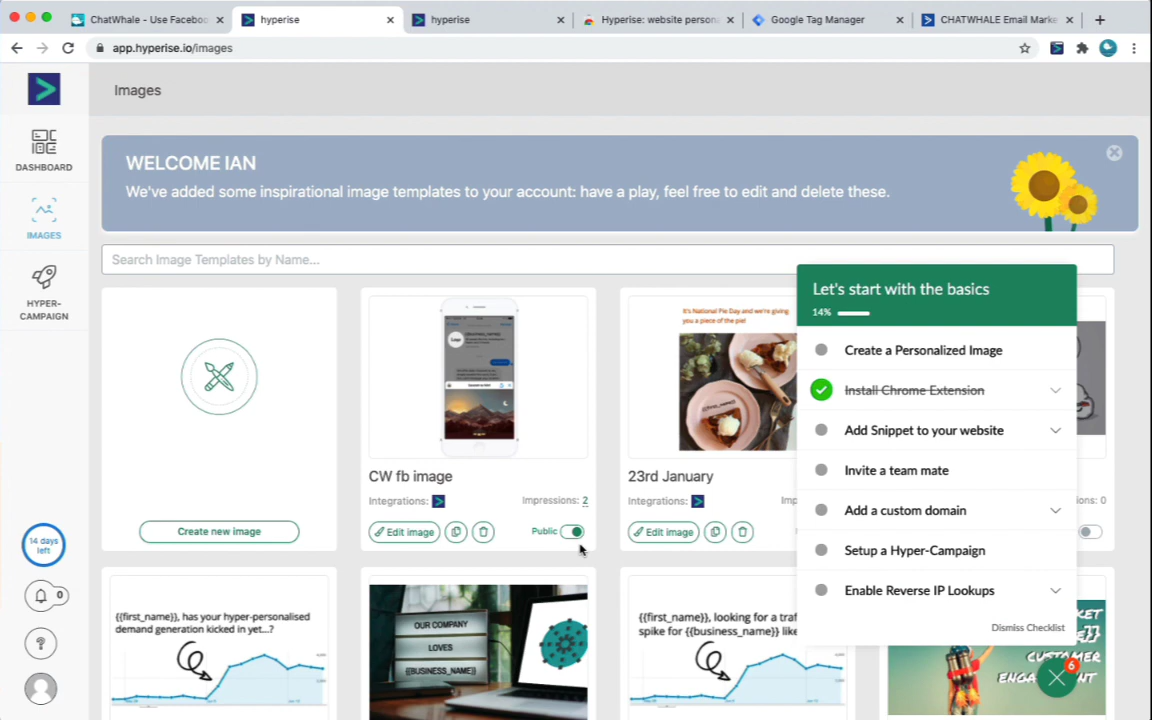 ChatWhale - Use Faceboo
hyperise
hyperise
Hyperise: website person
Google Tag Manager
CHATWHALE Email Marke
app.hyperise.io/images
Images
DASHBOARD
IMAGES
HYPER-
CAMPAIGN
14 days
left
0
?
WELCOME IAN
We've added some inspirational image templates to your account: have a play, feel free to edit and delete these.
Search Image Templates by Name...
Create new image
Logo
CW fb image
Integrations:
Impressions: 2
Edit image
Public
It's National Pie Day and we're giving
you a piece of the pie!
23rd January
Integrations:
Imp
Edit image
ions: 0
Let's start with the basics
14%
Create a Personalized Image
Install Chrome Extension
Add Snippet to your website
Invite a team mate
Add a custom domain
Setup a Hyper-Campaign
Enable Reverse IP Lookups
Dismiss Checklist
6
{{first_name}}, has your hyper-personalised
demand generation kicked in yet...?
OUR COMPANY
LOVES
{{BUSINESS_NAME}}
{{first_name}}, looking for a traf
spike for {{business_name}} like
KET
E}}
CUSTOMER
ENGA
ENT